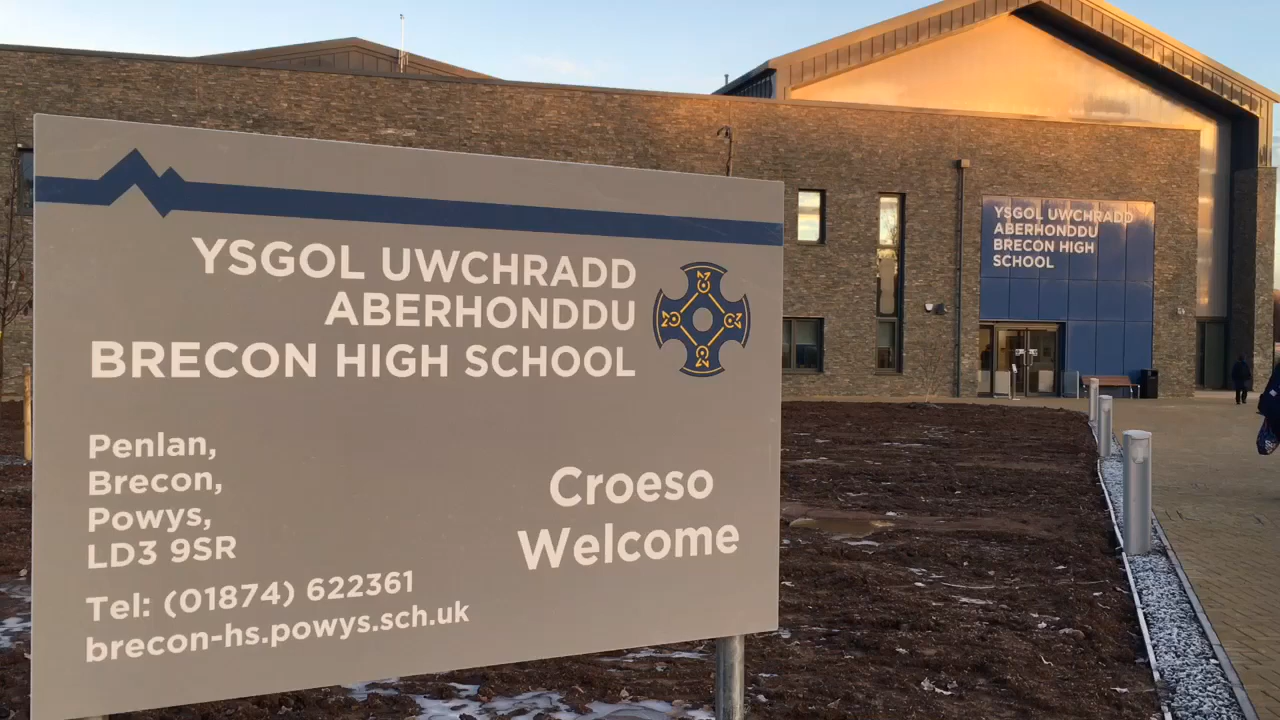 YSGOL UWCHRADD
ABERHONDDU
BRECON HIGH SCHOOL
Penlan,
Brecon,
Powys,
LD3 9SR
Tel: (01874) 622361
brecon-hs.powys.sch.uk
Croeso
Welcome
YSGOL UWCHRADD
ABERHONDDU
BRECON HIGH
SCHOOL